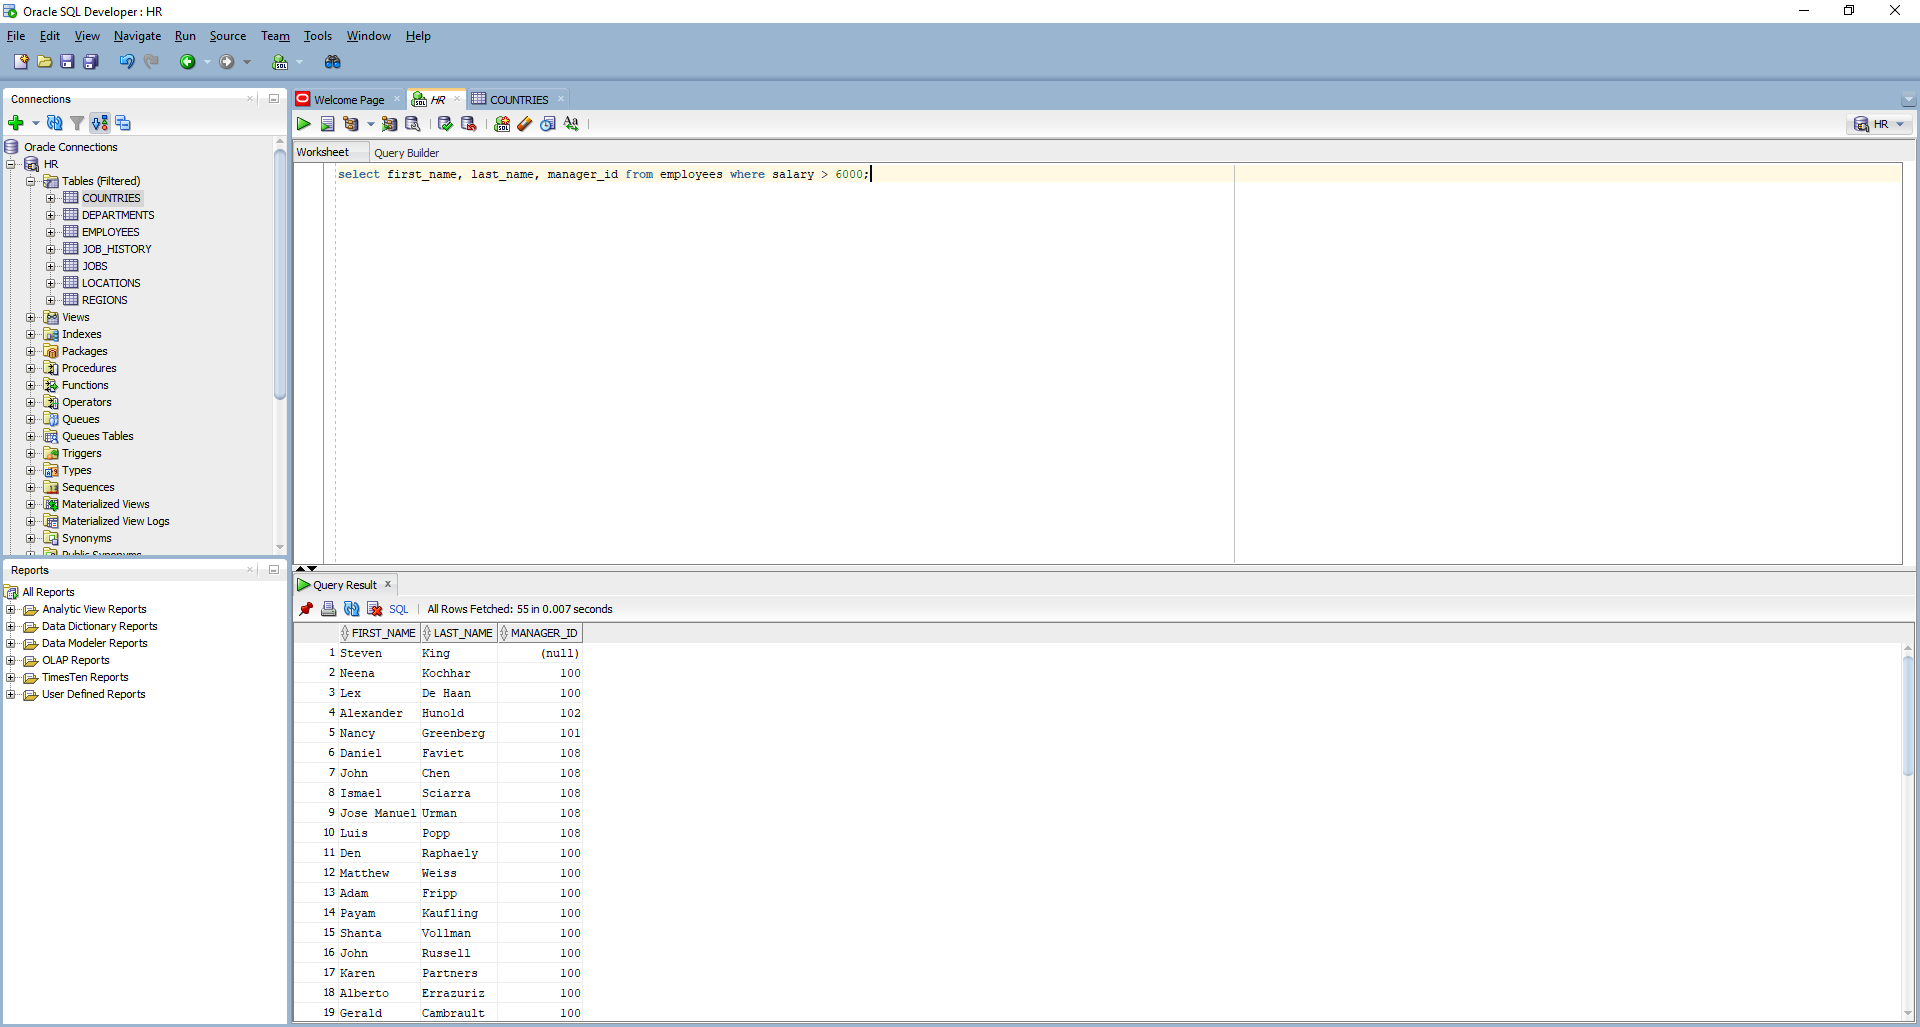 Oracle SQL Developer : HR
File Edit View Navigate Run Source Team Tools Window Help
Connections
Oracle Connections
HR
Tables (Filtered)
COUNTRIES
DEPARTMENTS
EMPLOYEES
JOB_HISTORY
JOBS
LOCATIONS
REGIONS
Views
Indexes
Packages
Procedures
Functions
Operators
Queues
Queues Tables
Triggers
Types
Sequences
Materialized Views
Materialized View Logs
Synonyms
Public Synonyms
Reports
All Reports
Analytic View Reports
Data Dictionary Reports
Data Modeler Reports
OLAP Reports
TimesTen Reports
User Defined Reports
Welcome Page HR COUNTRIES
HR
Worksheet Query Builder
select first_name, last_name, manager_id from employees where salary > 6000;
Query Result
SQL All Rows Fetched: 55 in 0.007 seconds
FIRST_NAME LAST_NAME MANAGER_ID
1 Steven King (null)
2 Neena Kochhar 100
3 Lex De Haan 100
4 Alexander Hunold 102
5 Nancy Greenberg 101
6 Daniel Faviet 108
7 John Chen 108
8 Ismael Sciarra 108
9 Jose Manuel Urman 108
10 Luis Popp 108
11 Den Raphaely 100
12 Matthew Weiss 100
13 Adam Fripp 100
14 Payam Kaufling 100
15 Shanta Vollman 100
16 John Russell 100
17 Karen Partners 100
18 Alberto Errazuriz 100
19 Gerald Cambrault 100